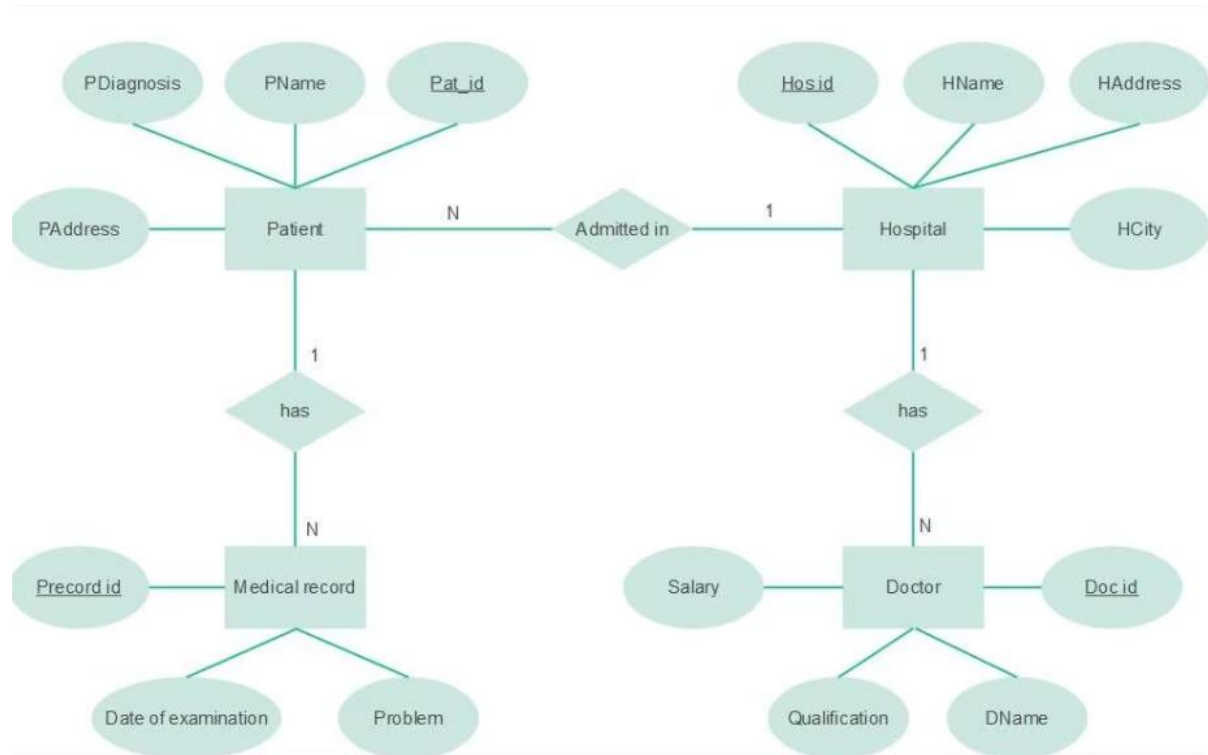 PDiagnosis
PName
Pat_id
Hos id
HName
HAddress
PAddress
Patient
N
Admitted in
1
Hospital
HCity
1
1
has
has
N
N
Precord id
Medical record
Salary
Doctor
Doc id
Date of examination
Problem
Qualification
DName